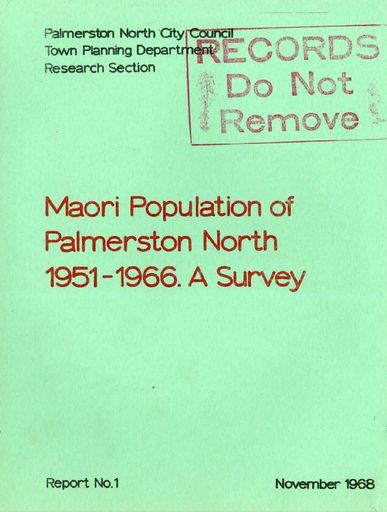 Palmerston North City Council
Town Planning Department
Research Section
RECORDS
Do Not
Remove
Maori Population of
Palmerston North
1951-1966. A Survey
Report No.1
November 1968